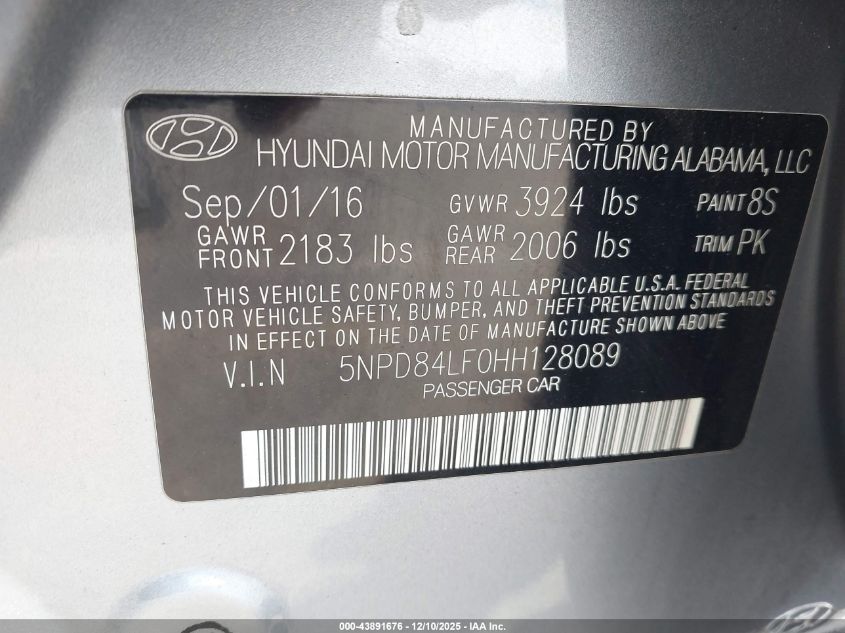 MANUFACTURED BY
HYUNDAI MOTOR MANUFACTURING ALABAMA, LLC
Sep/01/16 GVWR 3924 lbs PAINT 8S
GAWR FRONT 2183 lbs GAWR REAR 2006 lbs TRIM PK
THIS VEHICLE CONFORMS TO ALL APPLICABLE U.S.A. FEDERAL
MOTOR VEHICLE SAFETY, BUMPER, AND THEFT PREVENTION STANDARDS
IN EFFECT ON THE DATE OF MANUFACTURE SHOWN ABOVE
V.I.N 5NPD84LF0HH128089
PASSENGER CAR
000-43891676 - 12/10/2025 - IAA Inc.